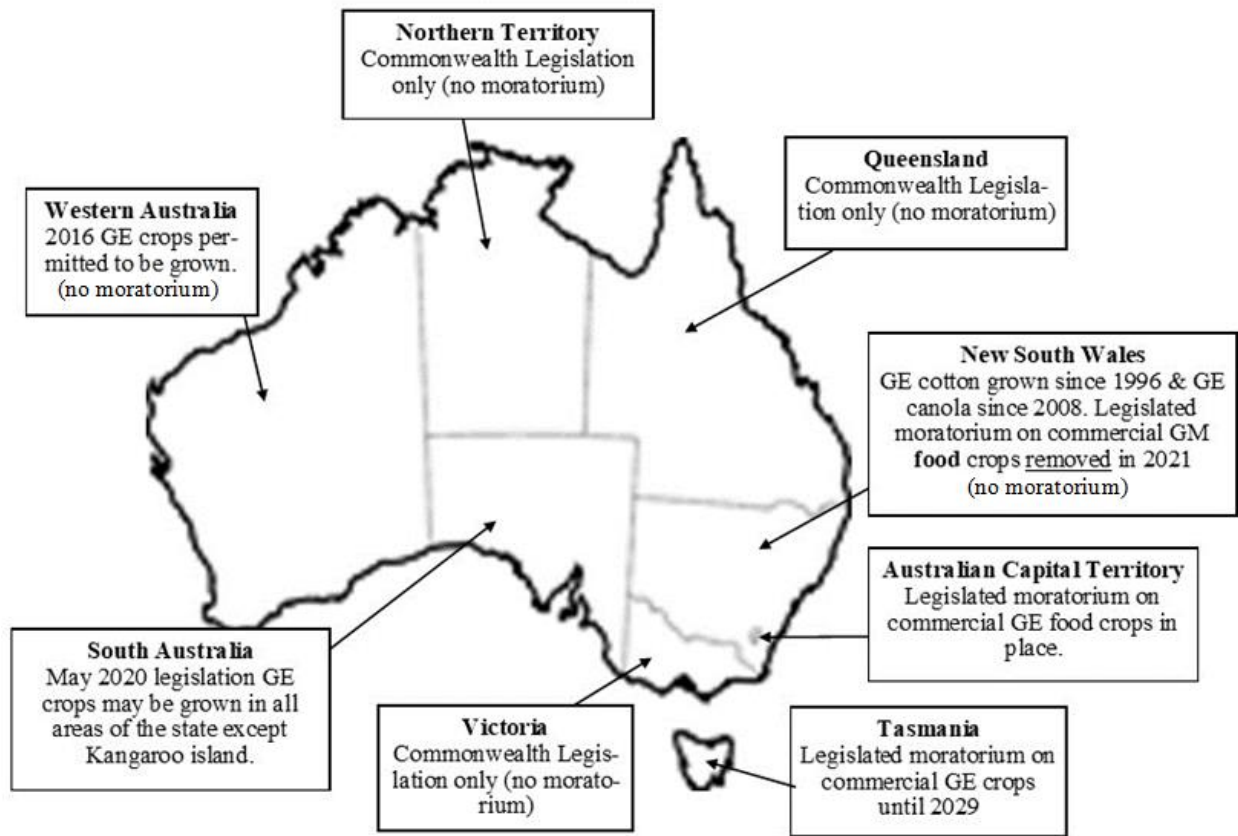 Northern Territory
Commonwealth Legislation
only (no moratorium)
Queensland
Commonwealth Legisla-
tion only (no moratorium)
Western Australia
2016 GE crops per-
mitted to be grown.
(no moratorium)
New South Wales
GE cotton grown since 1996 & GE
canola since 2008. Legislated
moratorium on commercial GM
food crops removed in 2021
(no moratorium)
Australian Capital Territory
Legislated moratorium on
commercial GE food crops in
place.
South Australia
May 2020 legislation GE
crops may be grown in all
areas of the state except
Kangaroo island.
Victoria
Commonwealth Legis-
lation only (no morato-
rium)
Tasmania
Legislated moratorium on
commercial GE crops
until 2029